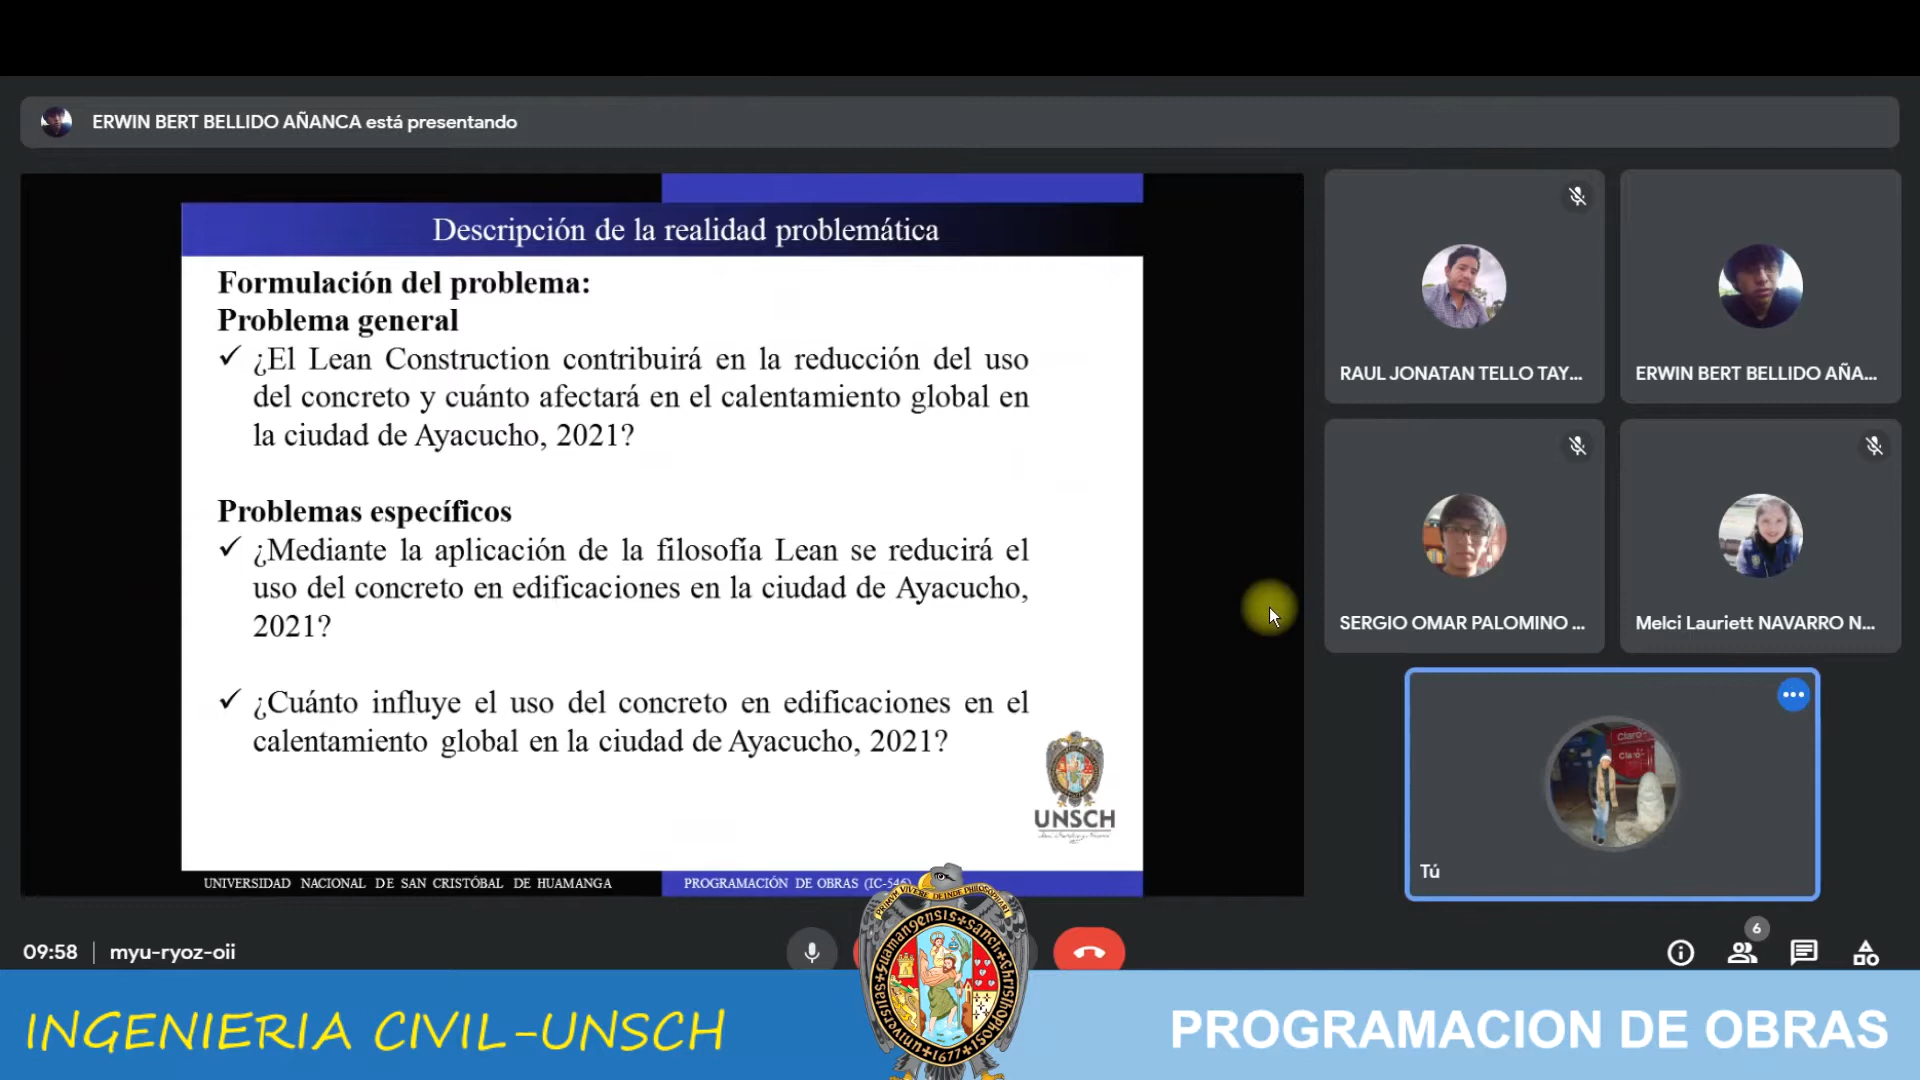 ERWIN BERT BELLIDO AÑANCA está presentando
Descripción de la realidad problemática
Formulación del problema:
Problema general
✓ ¿El Lean Construction contribuirá en la reducción del uso
del concreto y cuánto afectará en el calentamiento global en
la ciudad de Ayacucho, 2021?
Problemas específicos
✓ ¿Mediante la aplicación de la filosofía Lean se reducirá el
uso del concreto en edificaciones en la ciudad de Ayacucho,
2021?
✓ ¿Cuánto influye el uso del concreto en edificaciones en el
calentamiento global en la ciudad de Ayacucho, 2021?
UNSCH
UNIVERSIDAD NACIONAL DE SAN CRISTÓBAL DE HUAMANGA
PROGRAMACIÓN DE OBRAS (IC-546)
RAUL JONATAN TELLO TAY...
ERWIN BERT BELLIDO AÑA...
SERGIO OMAR PALOMINO ...
Melci Lauriett NAVARRO N...
Claro
Tú
09:58
myu-ryoz-oii
6
INGENIERIA CIVIL-UNSCH
1677
PROGRAMACION DE OBRAS